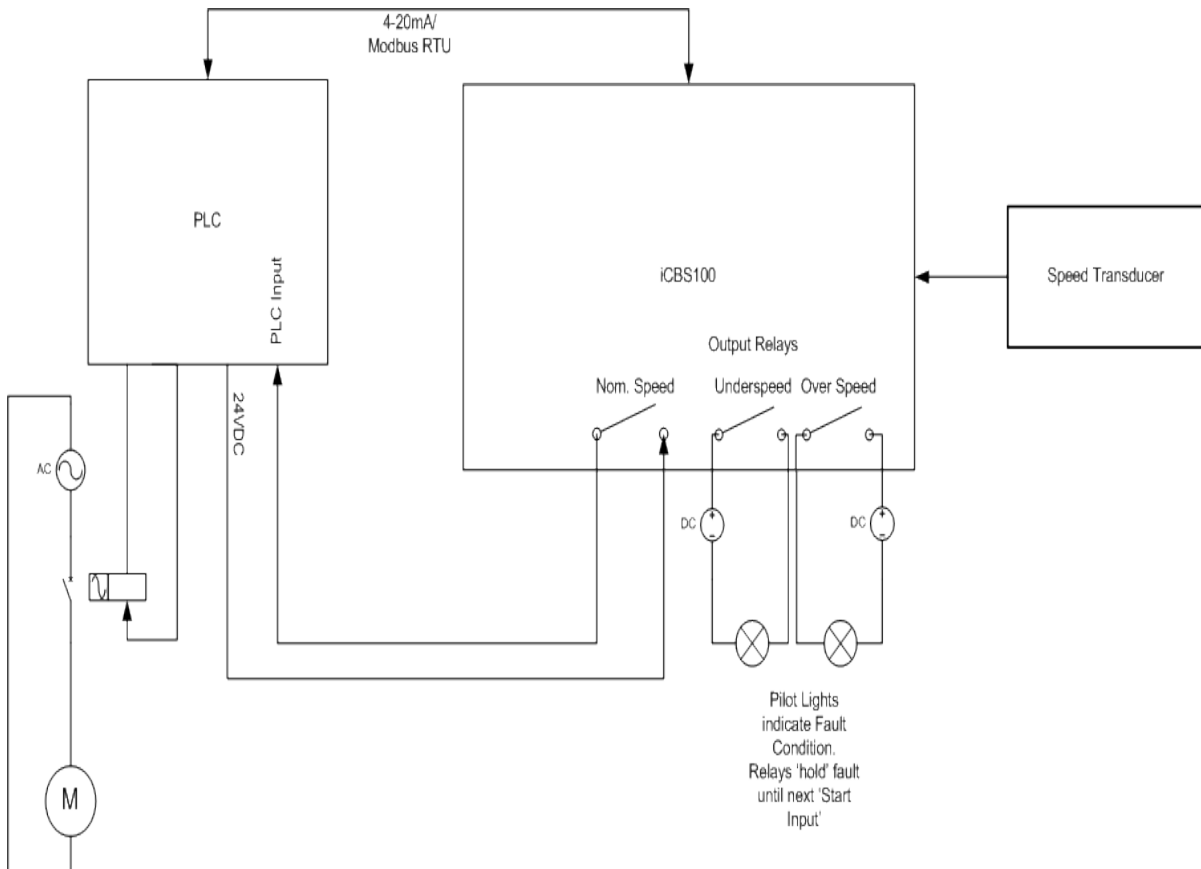 4-20mA/
Modbus RTU
PLC
PLC Input
24VDC
iCBS100
Output Relays
Nom. Speed
Underspeed
Over Speed
Speed Transducer
AC
DC
+
−
DC
+
−
M
Pilot Lights
indicate Fault
Condition.
Relays 'hold' fault
until next 'Start
Input'